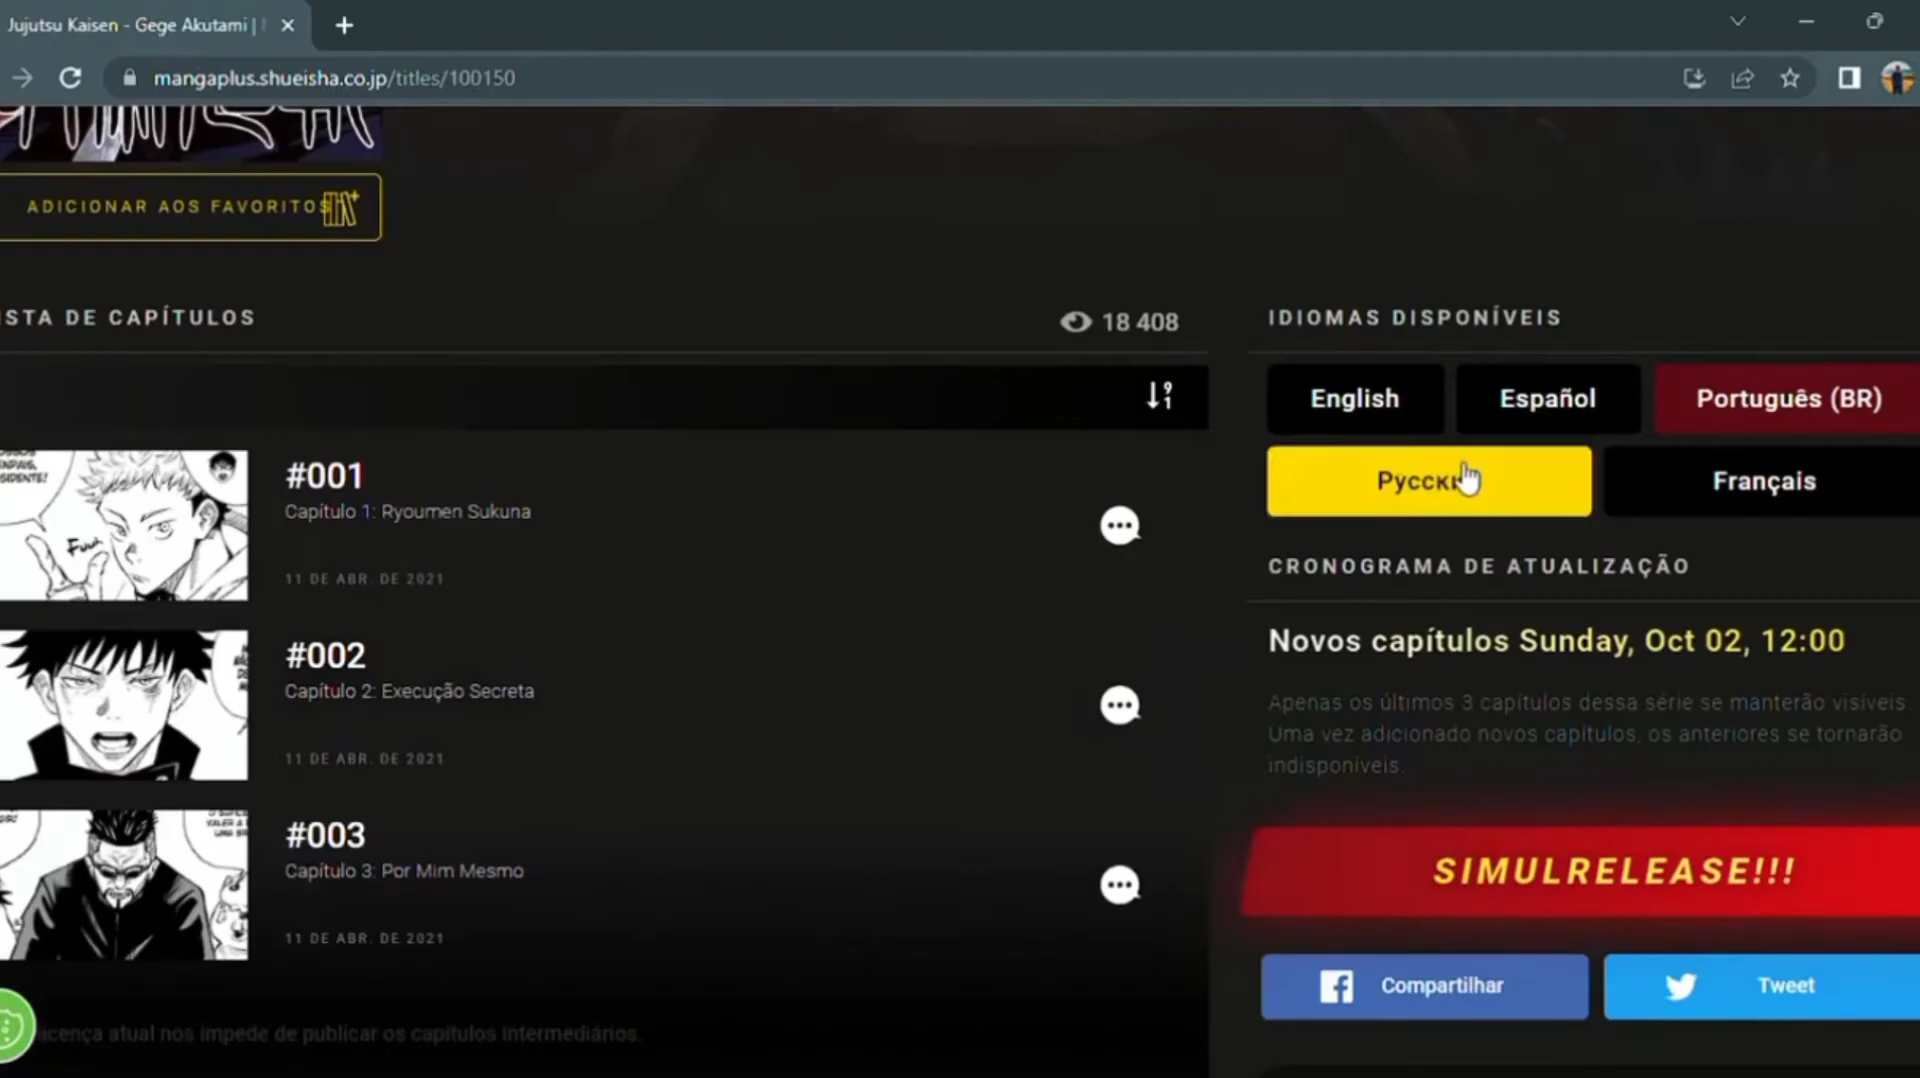 Jujutsu Kaisen - Gege Akutami |
mangaplus.shueisha.co.jp/titles/100150
ADICIONAR AOS FAVORITOS
ISTA DE CAPÍTULOS
18 408
IDIOMAS DISPONÍVEIS
English
Español
Português (BR)
Français
#001
Capítulo 1: Ryoumen Sukuna
11 DE ABR. DE 2021
#002
Capítulo 2: Execução Secreta
11 DE ABR. DE 2021
#003
Capítulo 3: Por Mim Mesmo
11 DE ABR. DE 2021
icença atual nos impede de publicar os capítulos intermediários.
CRONOGRAMA DE ATUALIZAÇÃO
Novos capítulos Sunday, Oct 02, 12:00
Apenas os últimos 3 capítulos dessa série se manterão visíveis.
Uma vez adicionado novos capítulos, os anteriores se tornarão
indisponíveis.
SIMULRELEASE!!!
Compartilhar
Tweet